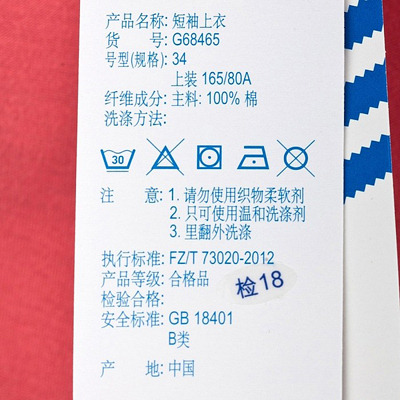 产品名称: 短袖上衣
货 号: G68465
号型(规格): 34
上装 165/80A
纤维成分: 主料: 100% 棉
洗涤方法:
30
注 意: 1. 请勿使用织物柔软剂
2. 只可使用温和洗涤剂
3. 里翻外洗涤
执行标准: FZ/T 73020-2012
产品等级: 合格品
检验合格:
检18
安全标准: GB 18401
B类
产 地: 中国